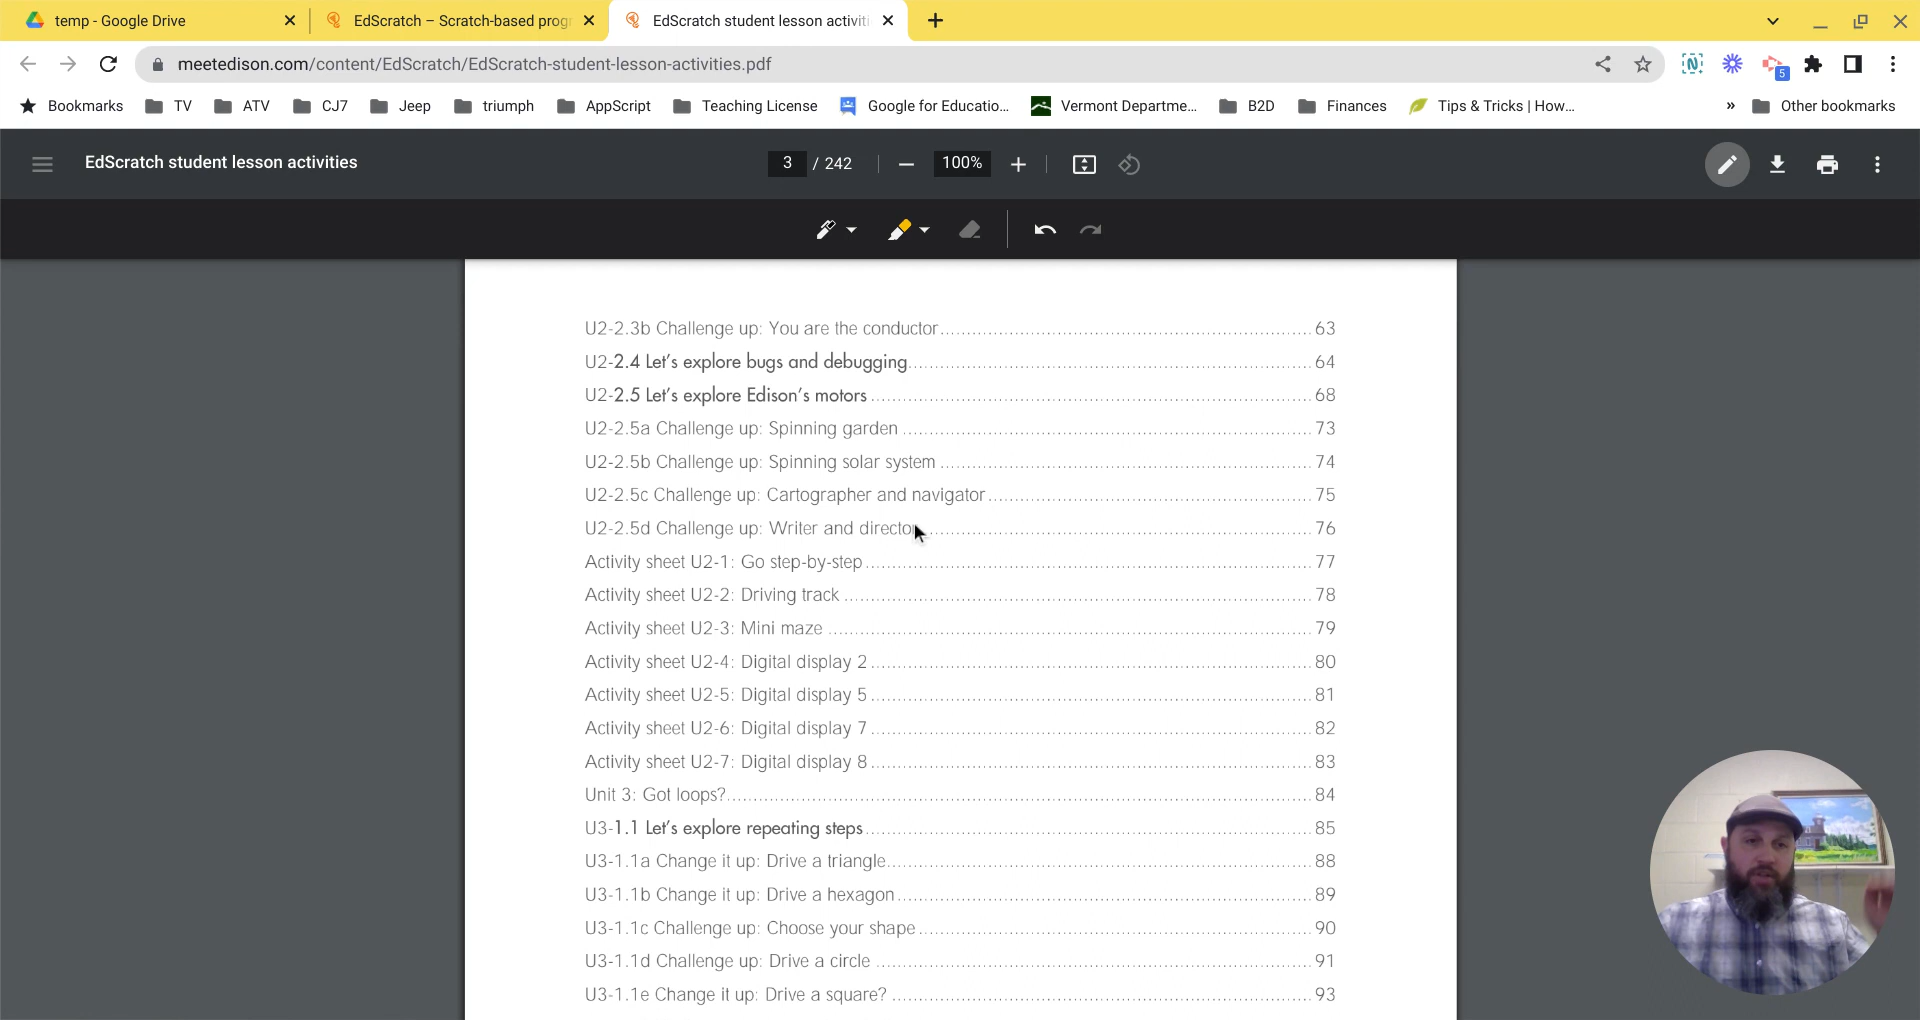 temp - Google Drive
EdScratch – Scratch-based prog
EdScratch student lesson activiti
meetedison.com/content/EdScratch/EdScratch-student-lesson-activities.pdf
5
Bookmarks TV ATV CJ7 Jeep triumph AppScript Teaching License Google for Educatio... Vermont Departme... B2D Finances Tips & Tricks | How... » Other bookmarks
EdScratch student lesson activities 3 / 242 100%
U2-2.3b Challenge up: You are the conductor 63
U2-2.4 Let's explore bugs and debugging 64
U2-2.5 Let's explore Edison's motors 68
U2-2.5a Challenge up: Spinning garden 73
U2-2.5b Challenge up: Spinning solar system 74
U2-2.5c Challenge up: Cartographer and navigator 75
U2-2.5d Challenge up: Writer and director 76
Activity sheet U2-1: Go step-by-step 77
Activity sheet U2-2: Driving track 78
Activity sheet U2-3: Mini maze 79
Activity sheet U2-4: Digital display 2 80
Activity sheet U2-5: Digital display 5 81
Activity sheet U2-6: Digital display 7 82
Activity sheet U2-7: Digital display 8 83
Unit 3: Got loops? 84
U3-1.1 Let's explore repeating steps 85
U3-1.1a Change it up: Drive a triangle 88
U3-1.1b Change it up: Drive a hexagon 89
U3-1.1c Challenge up: Choose your shape 90
U3-1.1d Challenge up: Drive a circle 91
U3-1.1e Change it up: Drive a square? 93